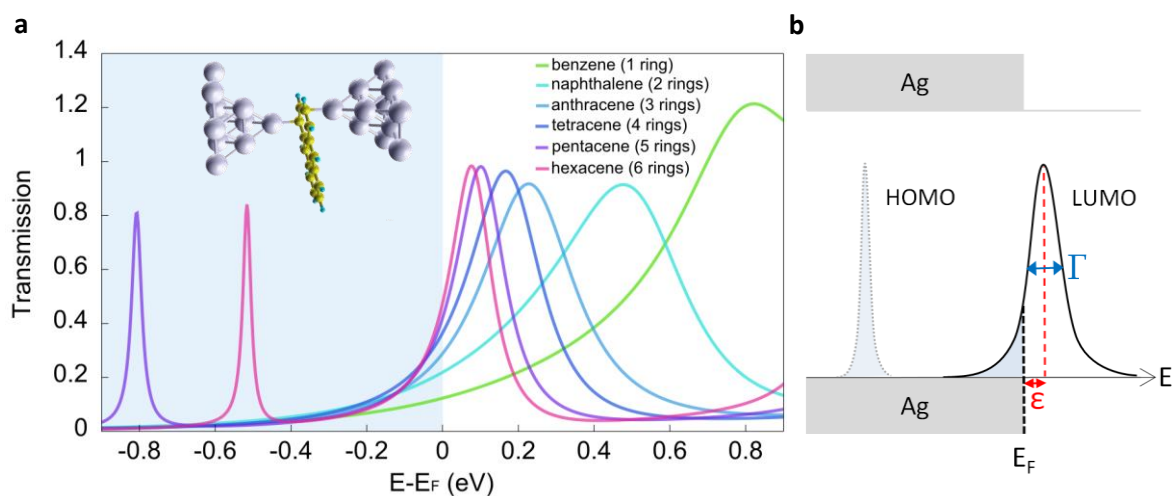 a
1.4
1.2
1
0.8
0.6
0.4
0.2
0
Transmission
benzene (1 ring)
naphthalene (2 rings)
anthracene (3 rings)
tetracene (4 rings)
pentacene (5 rings)
hexacene (6 rings)
-0.8 -0.6 -0.4 -0.2 0 0.2 0.4 0.6 0.8
E-EF (eV)
b
Ag
HOMO
LUMO
Γ
E
Ag
ε
EF